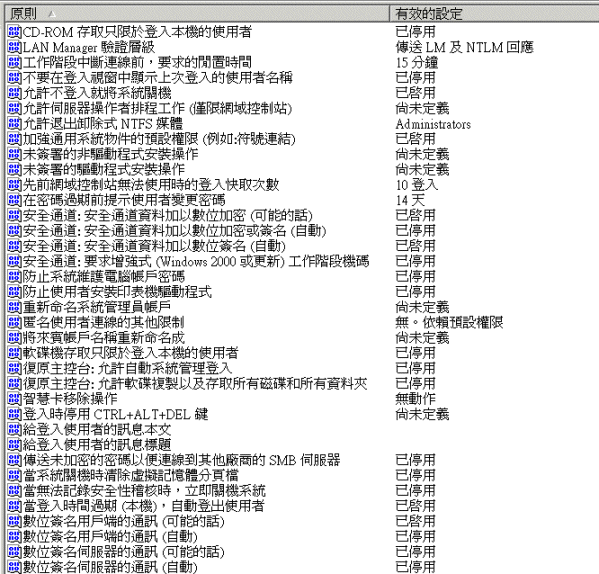 原則 有效的設定
CD-ROM 存取只限於登入本機的使用者 已停用
LAN Manager 驗證層級 傳送 LM 及 NTLM 回應
工作階段中斷連線前，要求的閒置時間 15 分鐘
不要在登入視窗中顯示上次登入的使用者名稱 已停用
允許不登入就將系統關機 已停用
允許伺服器操作者排程工作 (僅限網域控制站) 尚未定義
允許退出卸除式 NTFS 媒體 Administrators
加強通用系統物件的預設權限 (例如:符號連結) 已啓用
未簽署的非驅動程式安裝操作 尚未定義
未簽署的驅動程式安裝操作 尚未定義
先前網域控制站無法使用時的登入快取次數 10 登入
在密碼過期前提示使用者變更密碼 14 天
安全通道: 安全通道資料加以數位加密 (可能的話) 已啓用
安全通道: 安全通道資料加以數位加密或簽名 (自動) 已停用
安全通道: 安全通道資料加以數位簽名 (自動) 已啓用
安全通道: 要求增強式 (Windows 2000 或更新) 工作階段機碼 已停用
防止系統維護電腦帳戶密碼 已停用
防止使用者安裝印表機驅動程式 已停用
重新命名系統管理員帳戶 尚未定義
匿名使用者連線的其他限制 無。依賴預設權限
將來賓帳戶名稱重新命名成 尚未定義
軟碟機存取只限於登入本機的使用者 已停用
復原主控台: 允許自動系統管理登入 已停用
復原主控台: 允許軟碟複製以及存取所有磁碟和所有資料夾 已停用
智慧卡移除操作 無動作
登入時停用 CTRL+ALT+DEL 鍵 尚未定義
給登入使用者的訊息本文
給登入使用者的訊息標題
傳送未加密的密碼以便連線到其他廠商的 SMB 伺服器 已停用
當系統關機時清除虛擬記憶體分頁檔 已停用
當無法記錄安全性稽核時，立即關機系統 已停用
當登入時間過期 (本機)，自動登出使用者 已啓用
數位簽名用戶端的通訊 (可能的話) 已啓用
數位簽名用戶端的通訊 (自動) 已停用
數位簽名伺服器的通訊 (可能的話) 已停用
數位簽名伺服器的通訊 (自動) 已停用